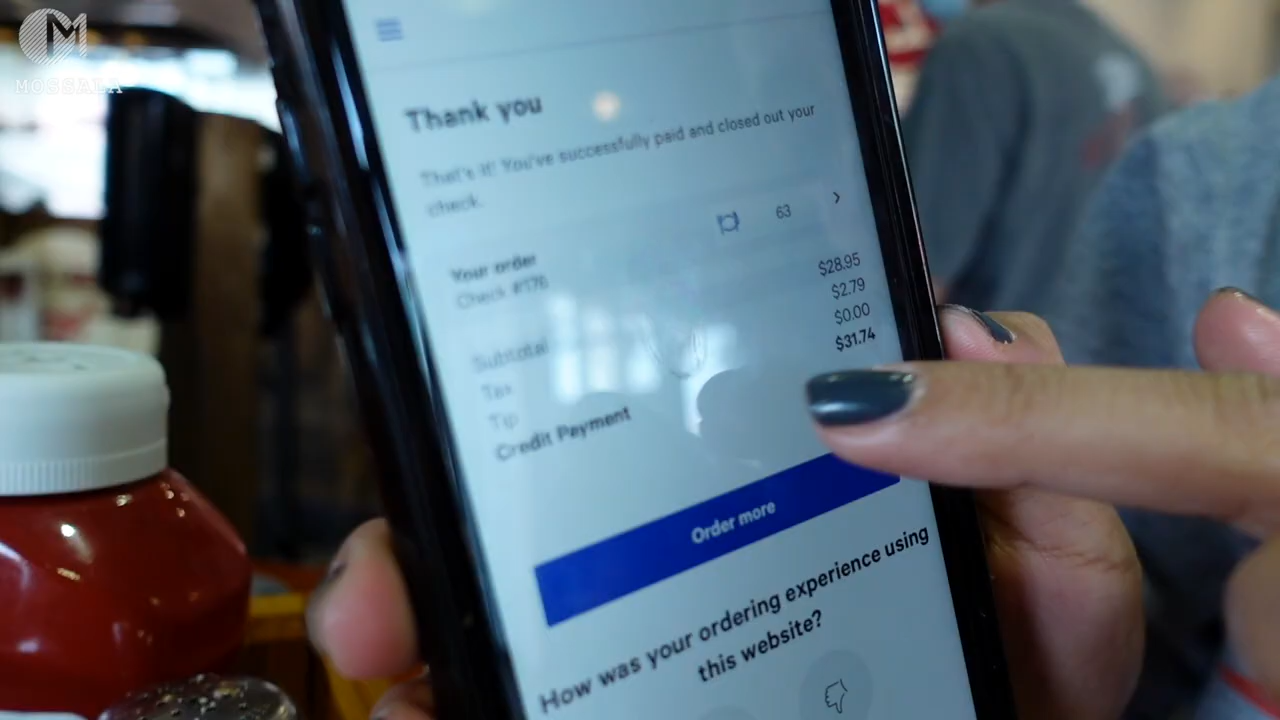 M
MOSSALA
Thank you
That's it! You've successfully paid and closed out your
check.
63
Your order
Check #176
Subtotal $28.95
Tax $2.79
Tip $0.00
Credit Payment $31.74
Order more
How was your ordering experience using
this website?